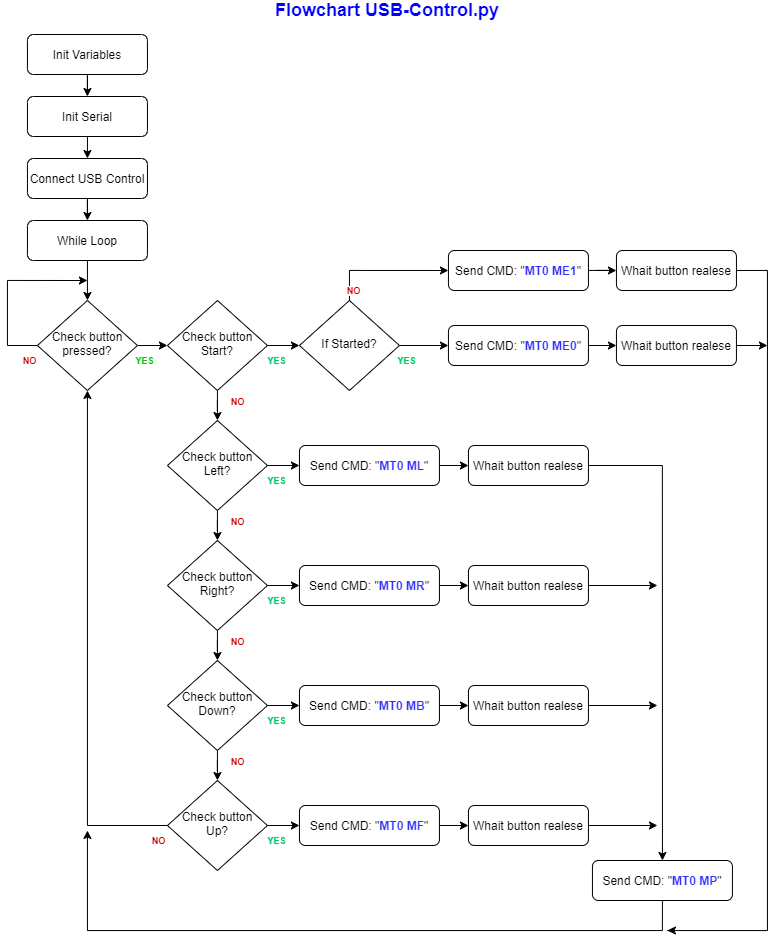 Flowchart USB-Control.py
Init Variables
Init Serial
Connect USB Control
While Loop
Check button
pressed?
NO
YES
Check button
Start?
YES
NO
If Started?
NO
YES
Send CMD: "MT0 ME1"
Whait button realese
Send CMD: "MT0 ME0"
Whait button realese
Check button
Left?
YES
NO
Send CMD: "MT0 ML"
Whait button realese
Check button
Right?
YES
NO
Send CMD: "MT0 MR"
Whait button realese
Check button
Down?
YES
NO
Send CMD: "MT0 MB"
Whait button realese
Check button
Up?
NO
YES
Send CMD: "MT0 MF"
Whait button realese
Send CMD: "MT0 MP"